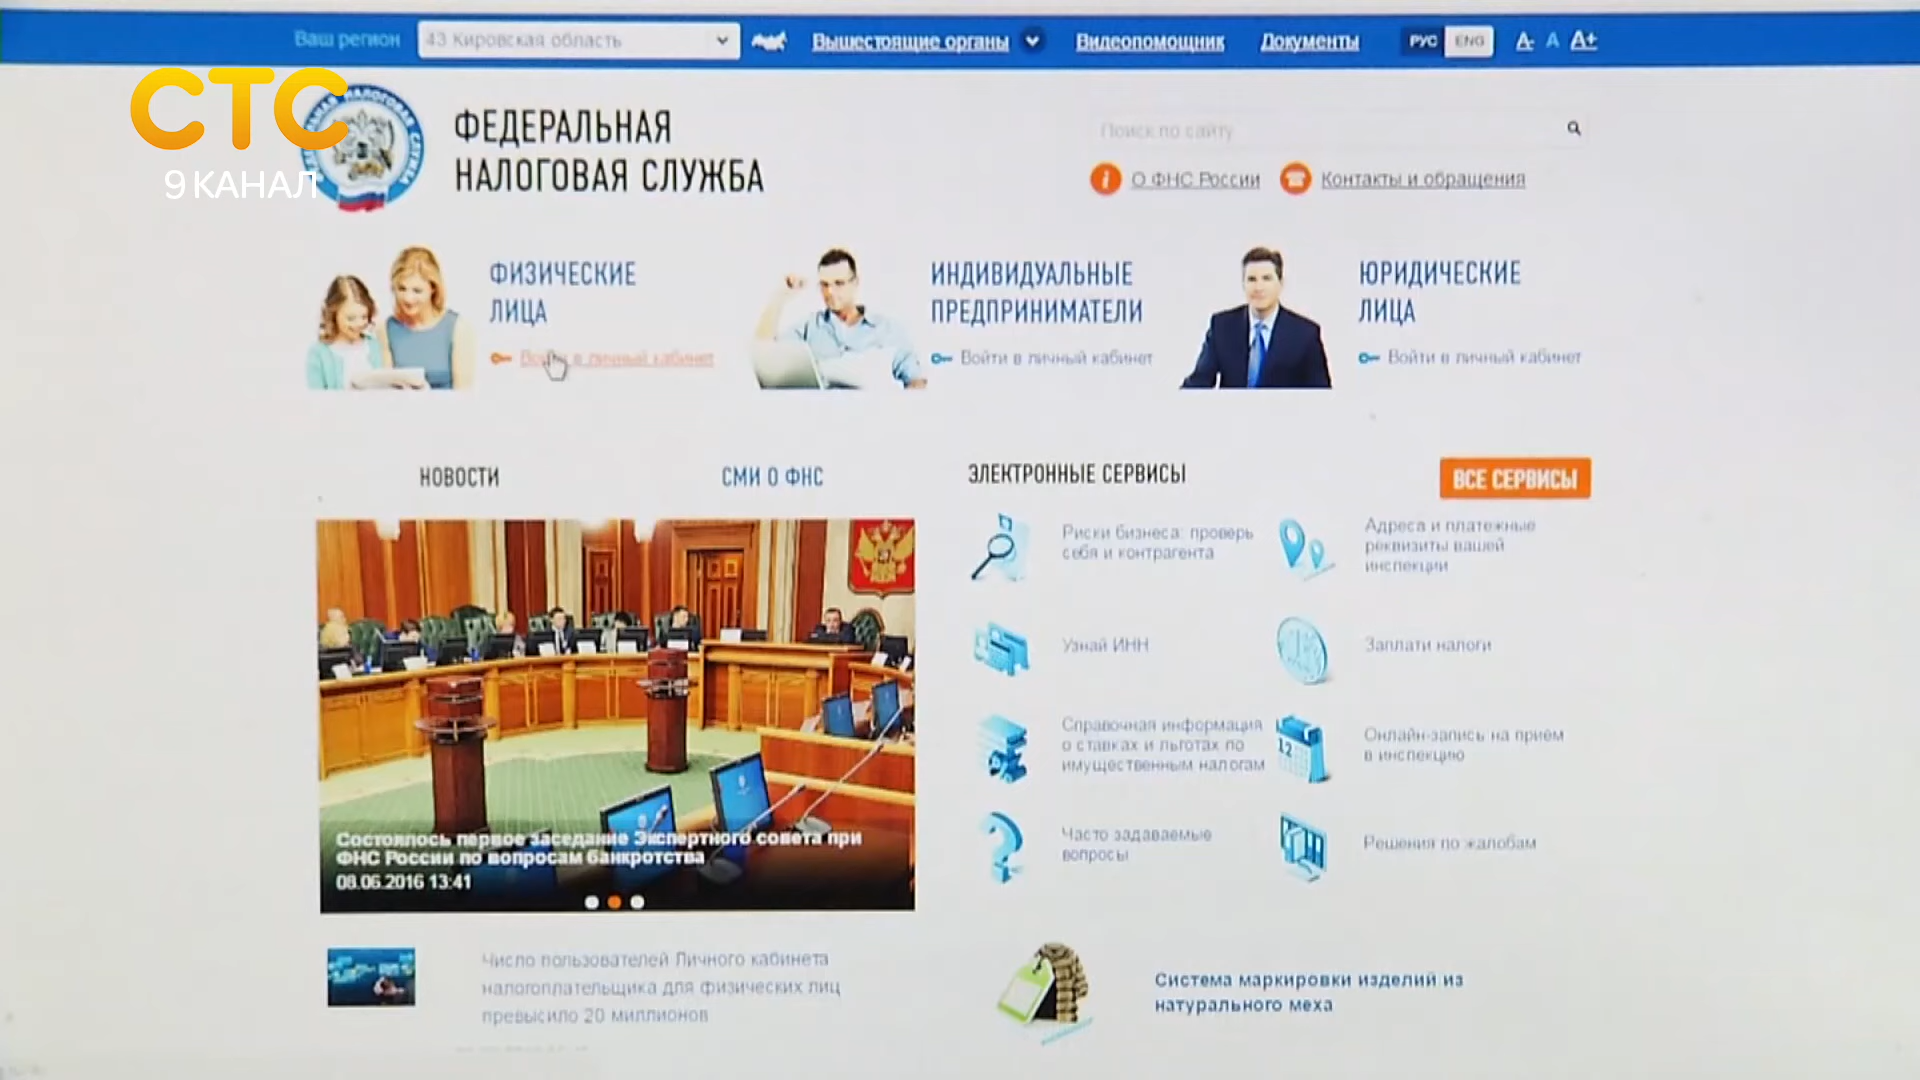 Ваш регион
43 Кировская область
Вышестоящие органы
Видеопомощник
Документы
РУС ENG
A- A A+
СТС
9 КАНАЛ
ФЕДЕРАЛЬНАЯ
НАЛОГОВАЯ СЛУЖБА
Поиск по сайту
О ФНС России
Контакты и обращения
ФИЗИЧЕСКИЕ
ЛИЦА
Войти в личный кабинет
ИНДИВИДУАЛЬНЫЕ
ПРЕДПРИНИМАТЕЛИ
Войти в личный кабинет
ЮРИДИЧЕСКИЕ
ЛИЦА
Войти в личный кабинет
НОВОСТИ
СМИ О ФНС
Состоялось первое заседание Экспертного совета при
ФНС России по вопросам банкротства
08.06.2016 13:41
Число пользователей Личного кабинета
налогоплательщика для физических лиц
превысило 20 миллионов
ЭЛЕКТРОННЫЕ СЕРВИСЫ
ВСЕ СЕРВИСЫ
Риски бизнеса: проверь
себя и контрагента
Адреса и платежные
реквизиты вашей
инспекции
Узнай ИНН
Заплати налоги
Справочная информация
о ставках и льготах по
имущественным налогам
12
Онлайн-запись на прием
в инспекцию
Часто задаваемые
вопросы
Решения по жалобам
Система маркировки изделий из
натурального меха